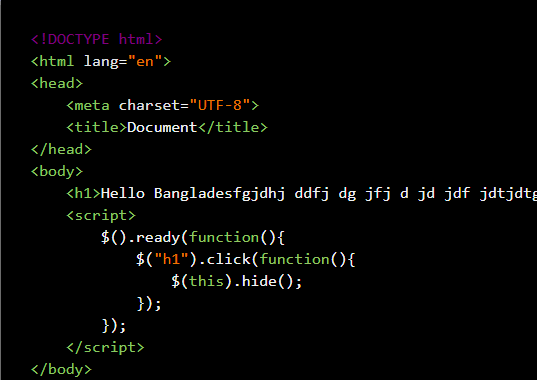 <!DOCTYPE html>
<html lang="en">
<head>
    <meta charset="UTF-8">
    <title>Document</title>
</head>
<body>
    <h1>Hello Bangladesfgjdhj ddfj dg jfj d jd jdf jdtjdtg
    <script>
        $().ready(function(){
            $("h1").click(function(){
                $(this).hide();
            });
        });
    </script>
</body>